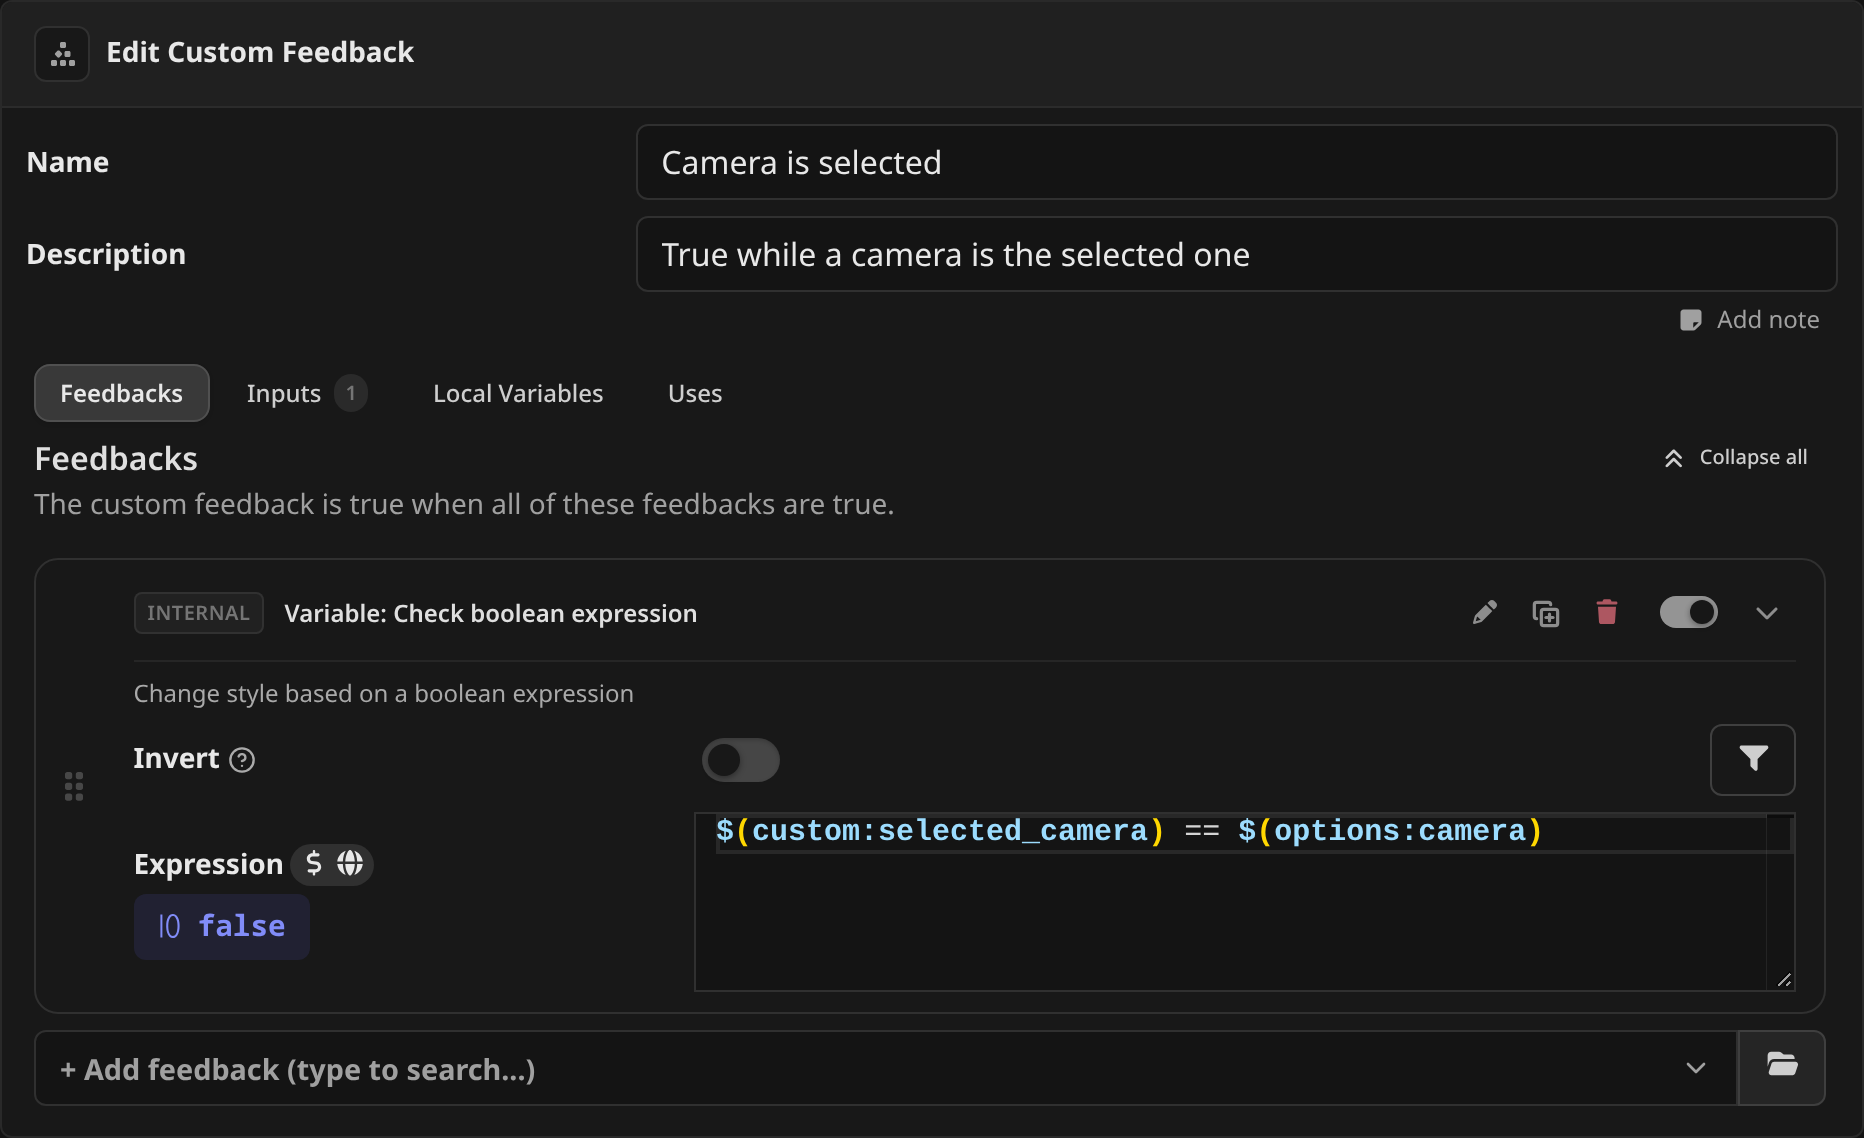 Edit Custom Feedback
Name
Camera is selected
Description
True while a camera is the selected one
Add note
Feedbacks
Inputs 1
Local Variables
Uses
Feedbacks
Collapse all
The custom feedback is true when all of these feedbacks are true.
INTERNAL Variable: Check boolean expression
Change style based on a boolean expression
Invert ?
Expression $
$(custom:selected_camera) == $(options:camera)
false
+ Add feedback (type to search...)